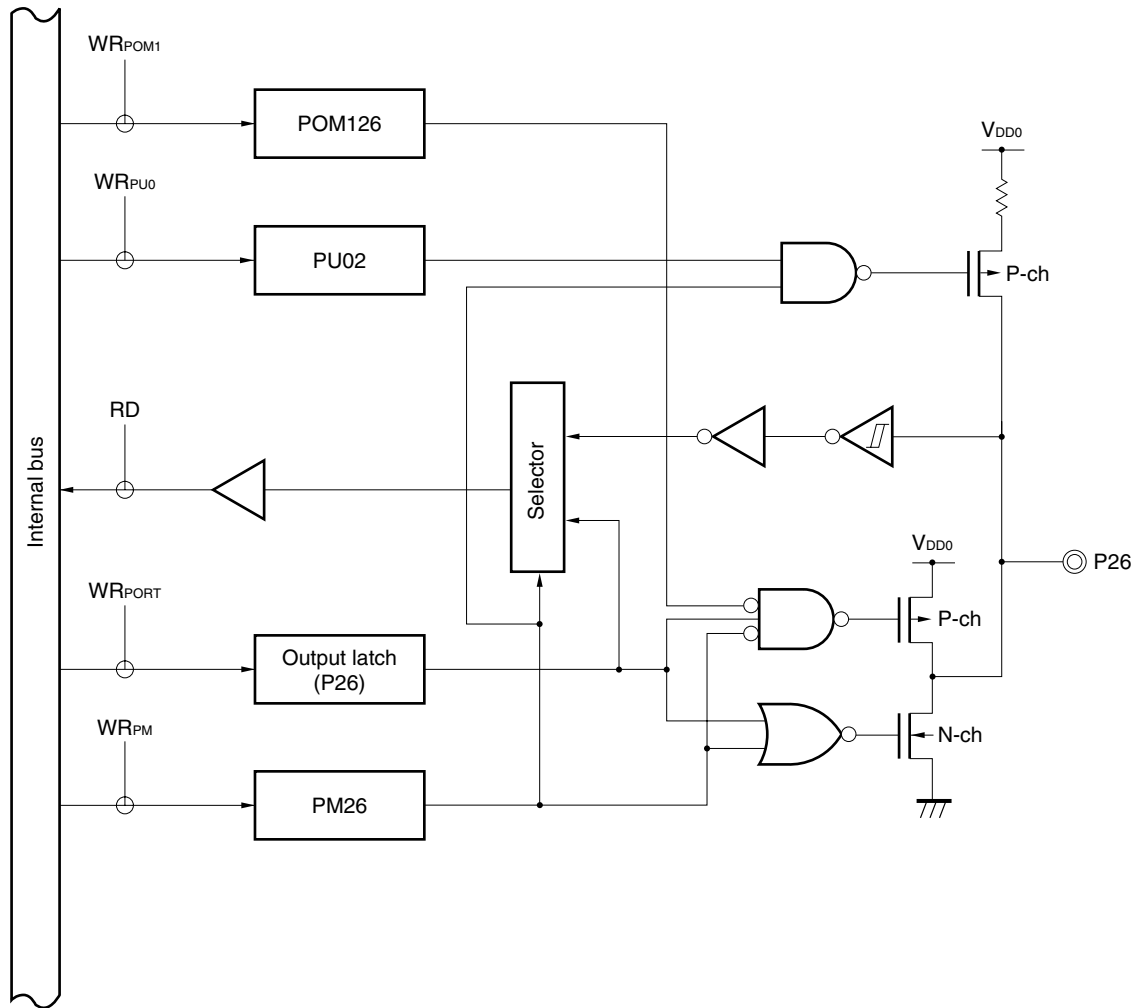 WRPOM1
POM126
VDD0
WRPU0
PU02
P-ch
RD
Selector
Internal bus
VDD0
P26
WRPORT
P-ch
Output latch
(P26)
WRPM
N-ch
PM26